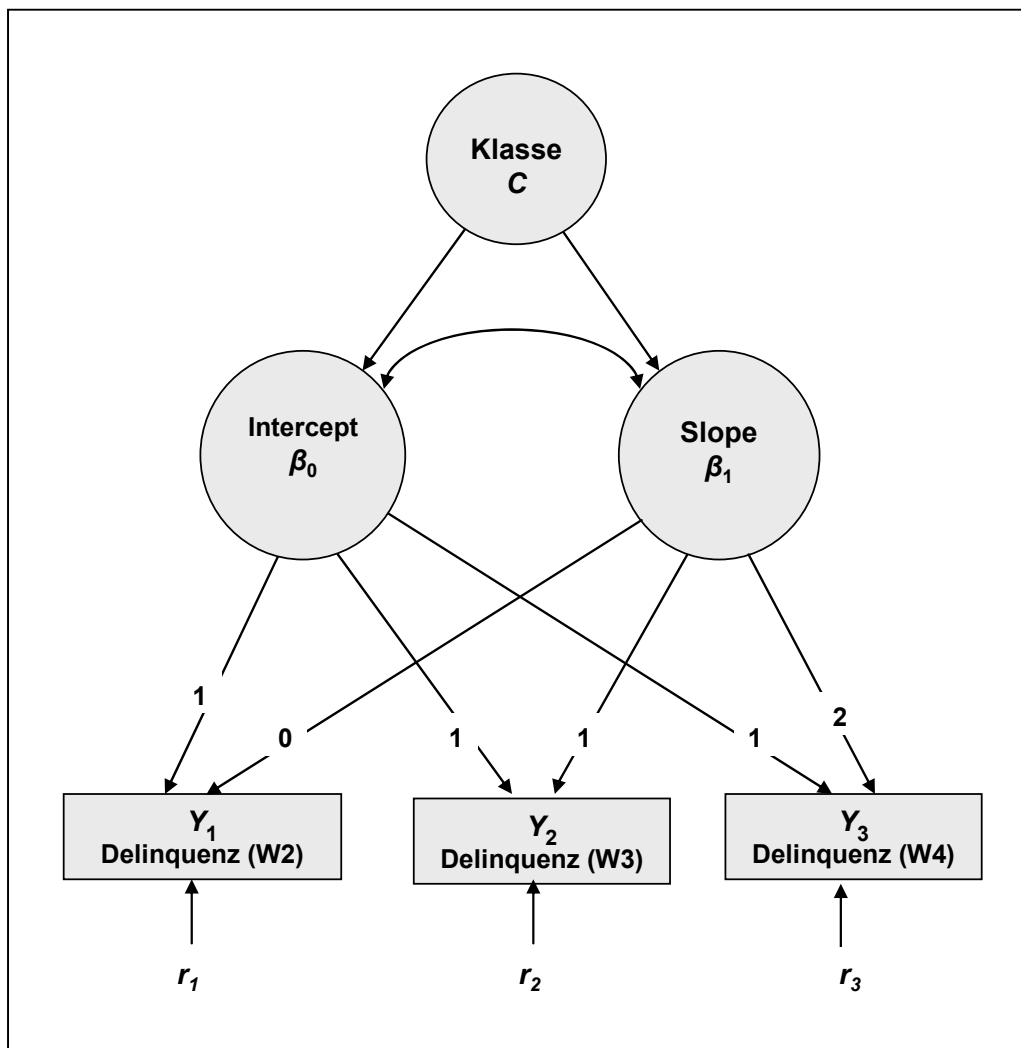 Klasse
C
Intercept
β0
Slope
β1
1
0
1
1
1
2
Y1
Delinquenz (W2)
Y2
Delinquenz (W3)
Y3
Delinquenz (W4)
r1
r2
r3